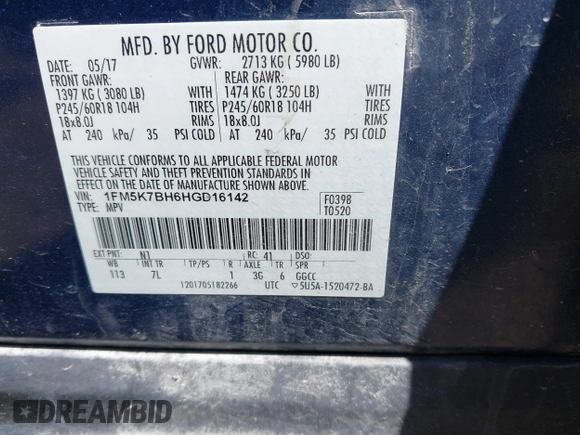 MFD. BY FORD MOTOR CO.
DATE: 05/17 GVWR: 2713 KG ( 5980 LB)
FRONT GAWR: REAR GAWR:
1397 KG ( 3080 LB) WITH 1474 KG ( 3250 LB) WITH
P245/60R18 104H TIRES P245/60R18 104H TIRES
18x8.0J RIMS 18x8.0J RIMS
AT 240 kPa/ 35 PSI COLD AT 240 kPa/ 35 PSI COLD
THIS VEHICLE CONFORMS TO ALL APPLICABLE FEDERAL MOTOR
VEHICLE SAFETY AND THEFT PREVENTION STANDARDS IN
EFFECT ON THE DATE OF MANUFACTURE SHOWN ABOVE.
VIN: 1FM5K7BH6HGD16142 F0398
TYPE: MPV T0520
EXT PNT: N1 RC: 41 DSO:
WB INT TR TP/PS R AXLE TR SPR
113 7L 1 3G 6 GGCC
1201705182266 UTC 5U5A-1520472-BA
DREAMBID